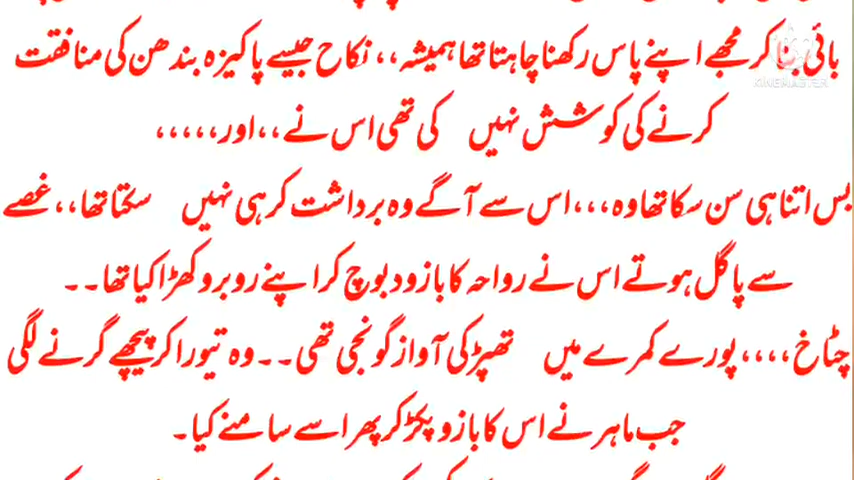 بائی بنا کر مجھے اپنے پاس رکھنا چاہتا تھا ہمیشہ،، نکاح جیسے پاکیزہ بندھن کی منافقت
KINEMASTER
کرنے کی کوشش نہیں کی تھی اس نے،،اور،،،،،
بس اتنا ہی سن سکا تھا وہ،،،اس سے آگے وہ برداشت کر ہی نہیں سکتا تھا،،غصے
سے پاگل ہوتے اس نے رواحہ کا بازو دبوچ کر اپنے روبرو کھڑا کیا تھا۔۔
چٹاخ،،،،پورے کمرے میں تھپڑ کی آواز گونجی تھی۔۔وہ تیورا کر پیچھے گرنے لگی
جب ماہر نے اس کا بازو پکڑ کر پھر اسے سامنے کیا۔